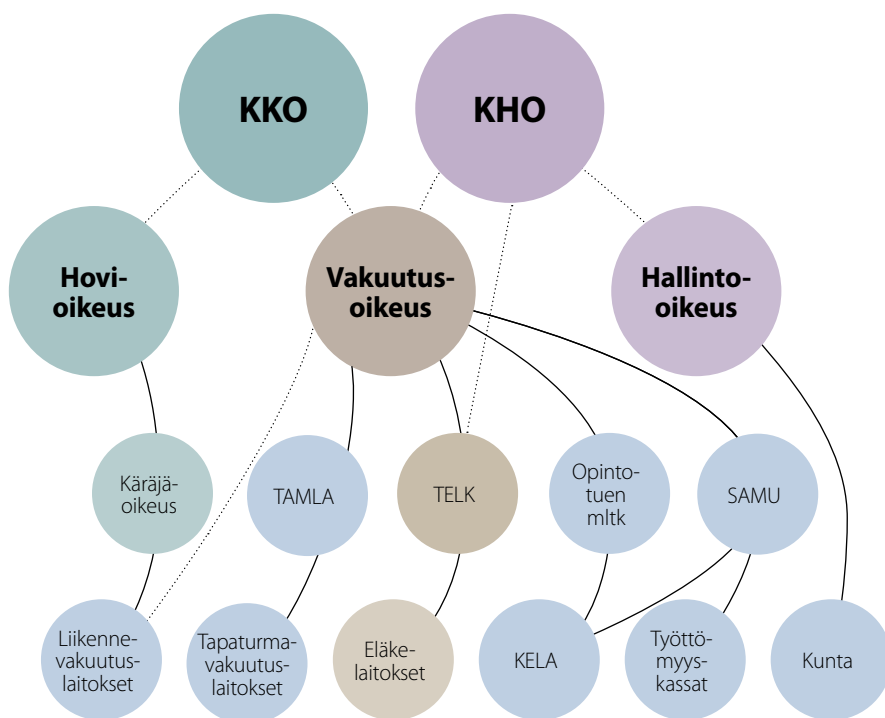 KKO
KHO
Hovi-
oikeus
Vakuutus-
oikeus
Hallinto-
oikeus
Käräjä-
oikeus
TAMLA
TELK
Opinto-
tuen
mltk
SAMU
Liikenne-
vakuutus-
laitokset
Tapaturma-
vakuutus-
laitokset
Eläke-
laitokset
KELA
Työttö-
myys-
kassat
Kunta